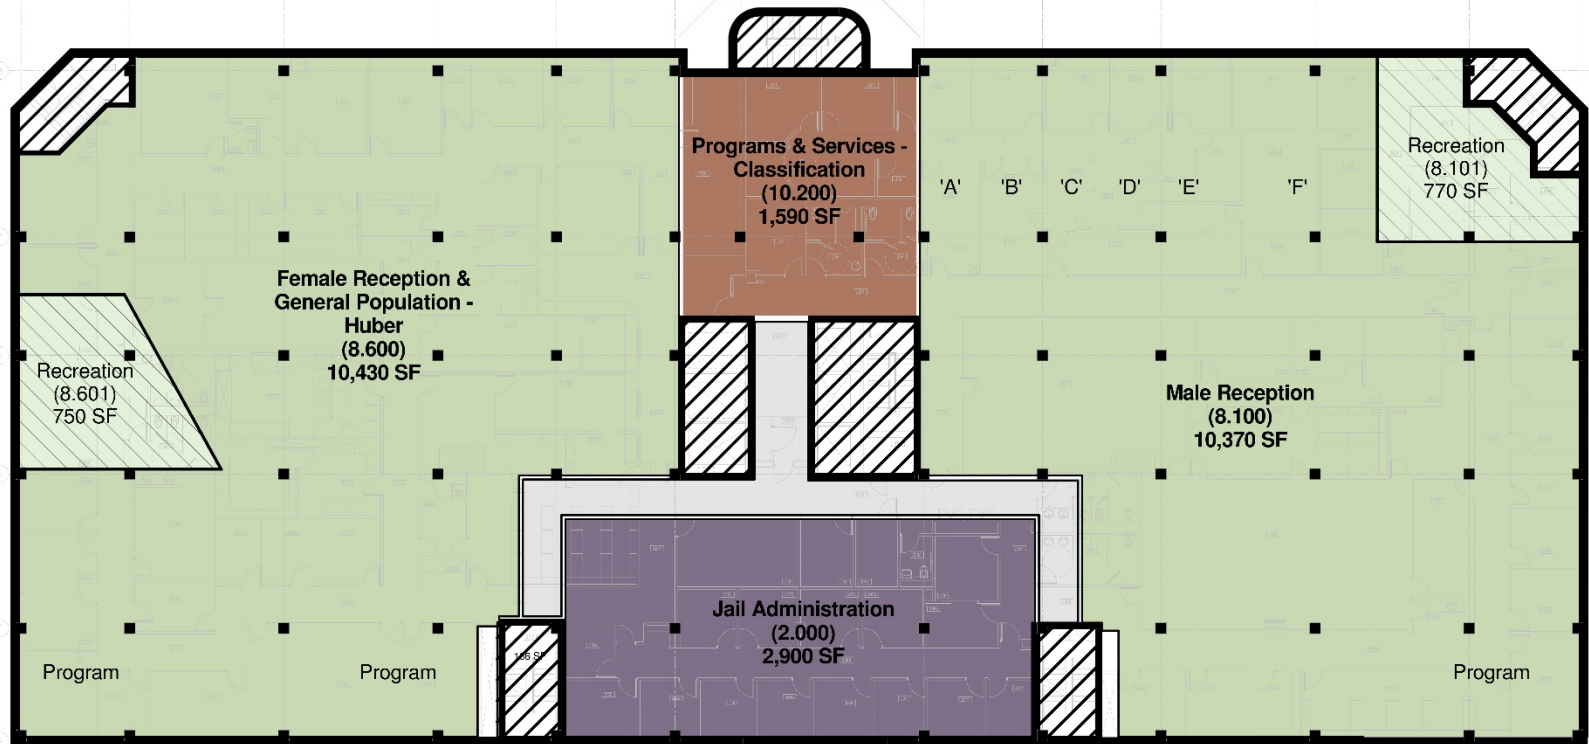 Programs & Services -
Classification
(10.200)
1,590 SF
'A' 'B' 'C' 'D' 'E' 'F'
Recreation
(8.101)
770 SF
Female Reception &
General Population -
Huber
(8.600)
10,430 SF
Recreation
(8.601)
750 SF
Male Reception
(8.100)
10,370 SF
Jail Administration
(2.000)
2,900 SF
Program
Program
Program